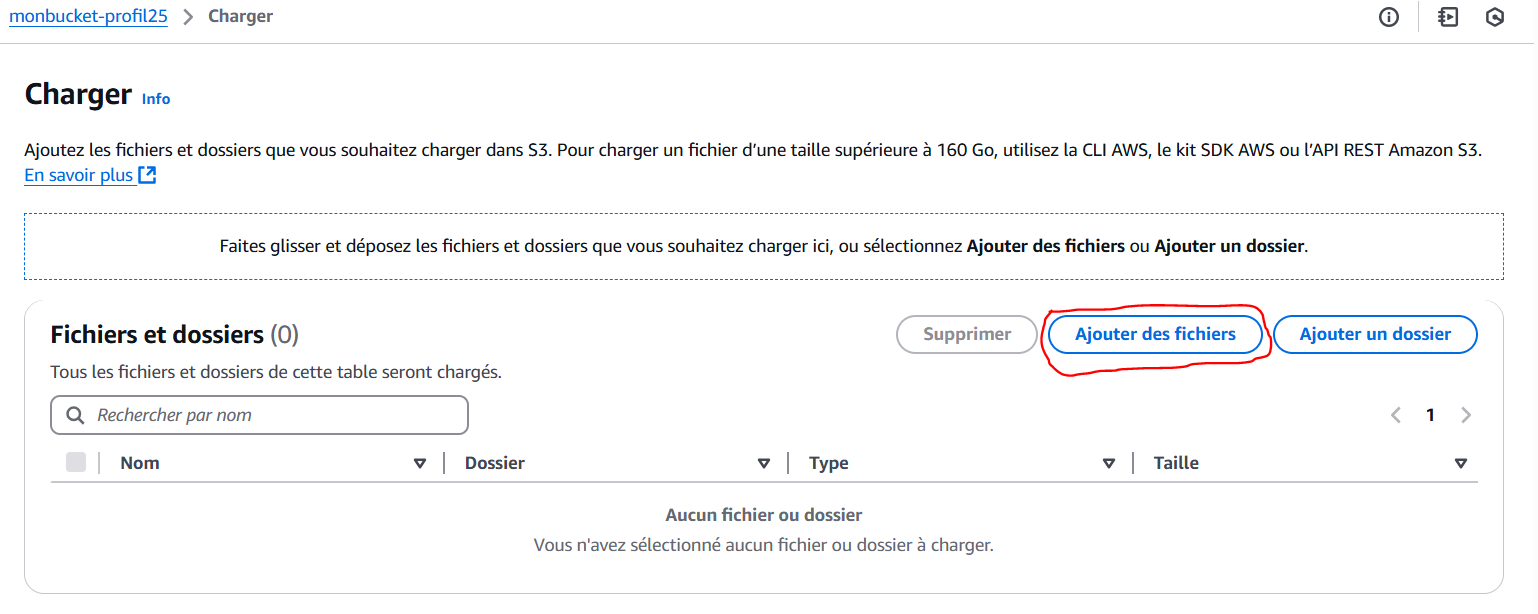 monbucket-profil25 > Charger
Charger Info
Ajoutez les fichiers et dossiers que vous souhaitez charger dans S3. Pour charger un fichier d’une taille supérieure à 160 Go, utilisez la CLI AWS, le kit SDK AWS ou l’API REST Amazon S3.
En savoir plus
Faites glisser et déposez les fichiers et dossiers que vous souhaitez charger ici, ou sélectionnez Ajouter des fichiers ou Ajouter un dossier.
Fichiers et dossiers (0) Supprimer Ajouter des fichiers Ajouter un dossier
Tous les fichiers et dossiers de cette table seront chargés.
Rechercher par nom 1
Nom Dossier Type Taille
Aucun fichier ou dossier
Vous n'avez sélectionné aucun fichier ou dossier à charger.